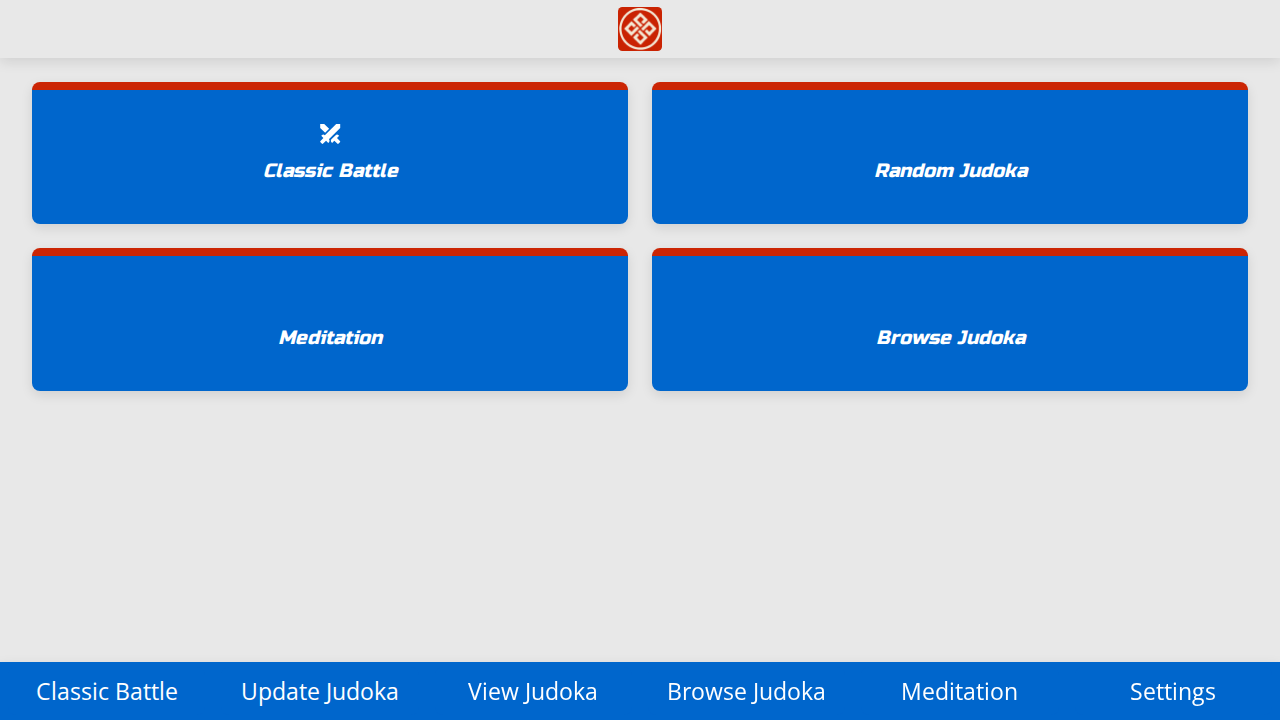 Classic Battle
Random Judoka
Meditation
Browse Judoka
Classic Battle
Update Judoka
View Judoka
Browse Judoka
Meditation
Settings